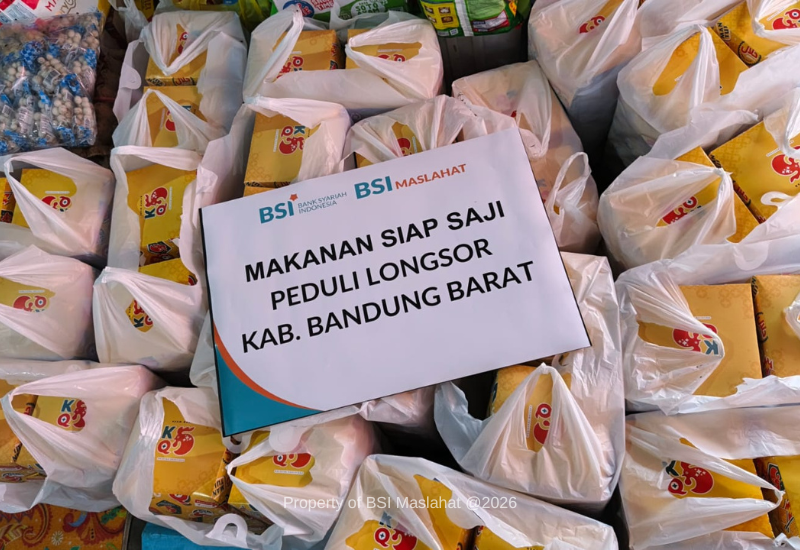 BSI BANK SYARIAH
INDONESIA
BSI MASLAHAT
MAKANAN SIAP SAJI
PEDULI LONGSOR
KAB. BANDUNG BARAT
Property of BSI Maslahat @2026